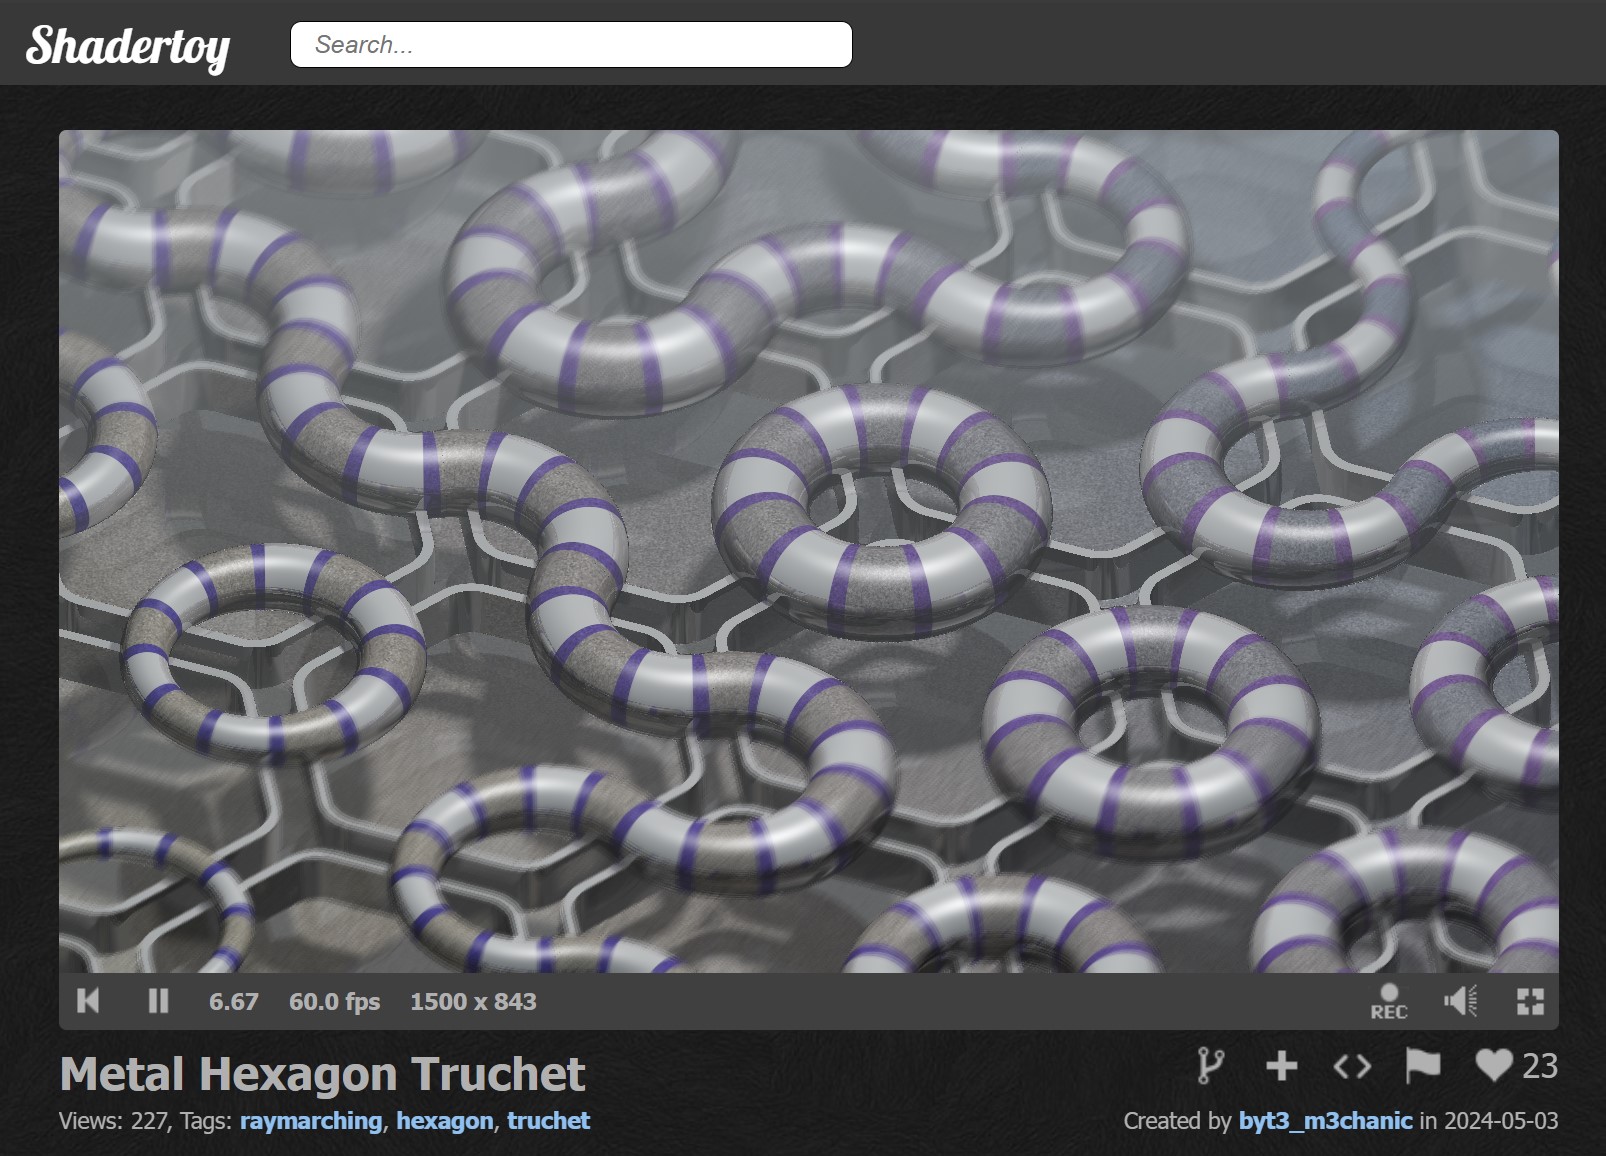 Shadertoy
Search...
6.67 60.0 fps 1500 x 843
REC
Metal Hexagon Truchet
23
Views: 227, Tags: raymarching, hexagon, truchet
Created by byt3_m3chanic in 2024-05-03